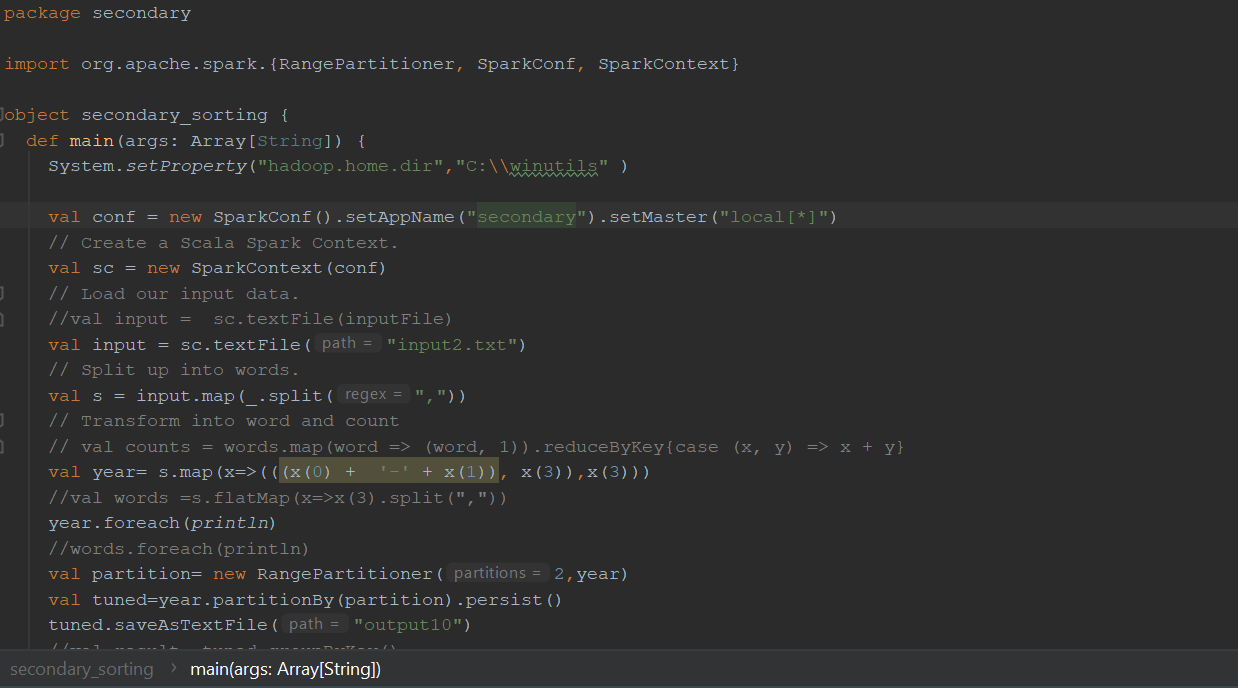 package secondary
import org.apache.spark.{RangePartitioner, SparkConf, SparkContext}
object secondary_sorting {
def main(args: Array[String]) {
System.setProperty("hadoop.home.dir","C:\\winutils" )
val conf = new SparkConf().setAppName("secondary").setMaster("local[*]")
// Create a Scala Spark Context.
val sc = new SparkContext(conf)
// Load our input data.
//val input =  sc.textFile(inputFile)
val input = sc.textFile( path = "input2.txt")
// Split up into words.
val s = input.map(_.split( regex = ","))
// Transform into word and count
// val counts = words.map(word => (word, 1)).reduceByKey{case (x, y) => x + y}
val year= s.map(x=>(((x(0) +  '-' + x(1)), x(3)),x(3)))
//val words =s.flatMap(x=>x(3).split(","))
year.foreach(println)
//words.foreach(println)
val partition= new RangePartitioner( partitions = 2,year)
val tuned=year.partitionBy(partition).persist()
tuned.saveAsTextFile( path = "output10")
secondary_sorting › main(args: Array[String])